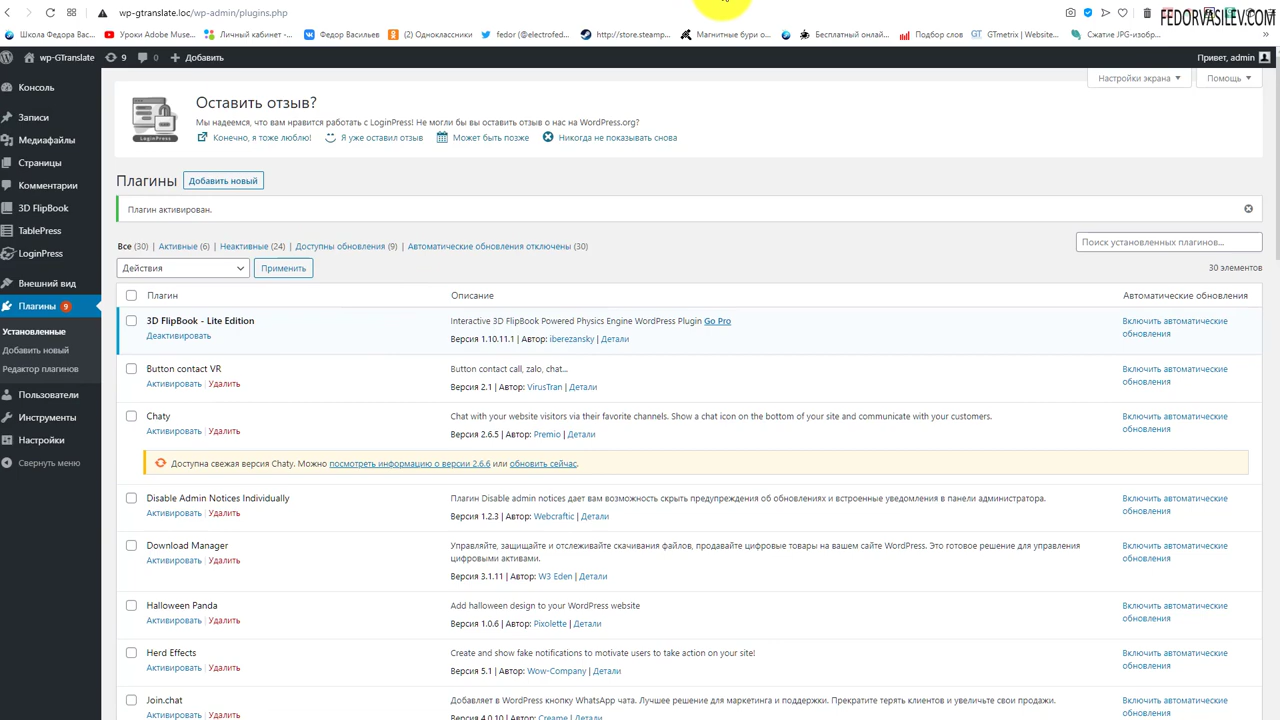 wp-gtranslate.loc/wp-admin/plugins.php
FEDORVASILEV.COM
Школа Федора Вас...
Уроки Adobe Muse...
Личный кабинет -...
Федор Васильев
(2) Одноклассники
fedor (@electrofed...
http://store.steamp...
Магнитные бури о...
Бесплатный онлай...
Подбор слов
GTmetrix | Website...
Сжатие JPG-изобр...
»
wp-GTranslate
9
0
Добавить
Привет, admin
Настройки экрана
Помощь
Консоль
Записи
Медиафайлы
Страницы
Комментарии
3D FlipBook
TablePress
LoginPress
Внешний вид
Плагины 9
Установленные
Добавить новый
Редактор плагинов
Пользователи
Инструменты
Настройки
Свернуть меню
LoginPress
Оставить отзыв?
Мы надеемся, что вам нравится работать с LoginPress! Не могли бы вы оставить отзыв о нас на WordPress.org?
Конечно, я тоже люблю!
Я уже оставил отзыв
Может быть позже
Никогда не показывать снова
Плагины Добавить новый
Плагин активирован.
Все (30) | Активные (6) | Неактивные (24) | Доступны обновления (9) | Автоматические обновления отключены (30)
Поиск установленных плагинов...
Действия
Применить
30 элементов
Плагин
Описание
Автоматические обновления
3D FlipBook - Lite Edition
Деактивировать
Interactive 3D FlipBook Powered Physics Engine WordPress Plugin Go Pro
Версия 1.10.11.1 | Автор: iberezansky | Детали
Включить автоматические
обновления
Button contact VR
Активировать | Удалить
Button contact call, zalo, chat...
Версия 2.1 | Автор: VirusTran | Детали
Включить автоматические
обновления
Chaty
Активировать | Удалить
Chat with your website visitors via their favorite channels. Show a chat icon on the bottom of your site and communicate with your customers.
Версия 2.6.5 | Автор: Premio | Детали
Включить автоматические
обновления
Доступна свежая версия Chaty. Можно посмотреть информацию о версии 2.6.6 или обновить сейчас.
Disable Admin Notices Individually
Активировать | Удалить
Плагин Disable admin notices дает вам возможность скрыть предупреждения об обновлениях и встроенные уведомления в панели администратора.
Версия 1.2.3 | Автор: Webcraftic | Детали
Включить автоматические
обновления
Download Manager
Активировать | Удалить
Управляйте, защищайте и отслеживайте скачивания файлов, продавайте цифровые товары на вашем сайте WordPress. Это готовое решение для управления
цифровыми активами.
Версия 3.1.11 | Автор: W3 Eden | Детали
Включить автоматические
обновления
Halloween Panda
Активировать | Удалить
Add halloween design to your WordPress website
Версия 1.0.6 | Автор: Pixolette | Детали
Включить автоматические
обновления
Herd Effects
Активировать | Удалить
Create and show fake notifications to motivate users to take action on your site!
Версия 5.1 | Автор: Wow-Company | Детали
Включить автоматические
обновления
Join.chat
Активировать | Удалить
Добавляет в WordPress кнопку WhatsApp чата. Лучшее решение для маркетинга и поддержки. Прекратите терять клиентов и увеличьте свои продажи.
Версия 4.0.10 | Автор: Creame | Детали
Включить автоматические
обновления